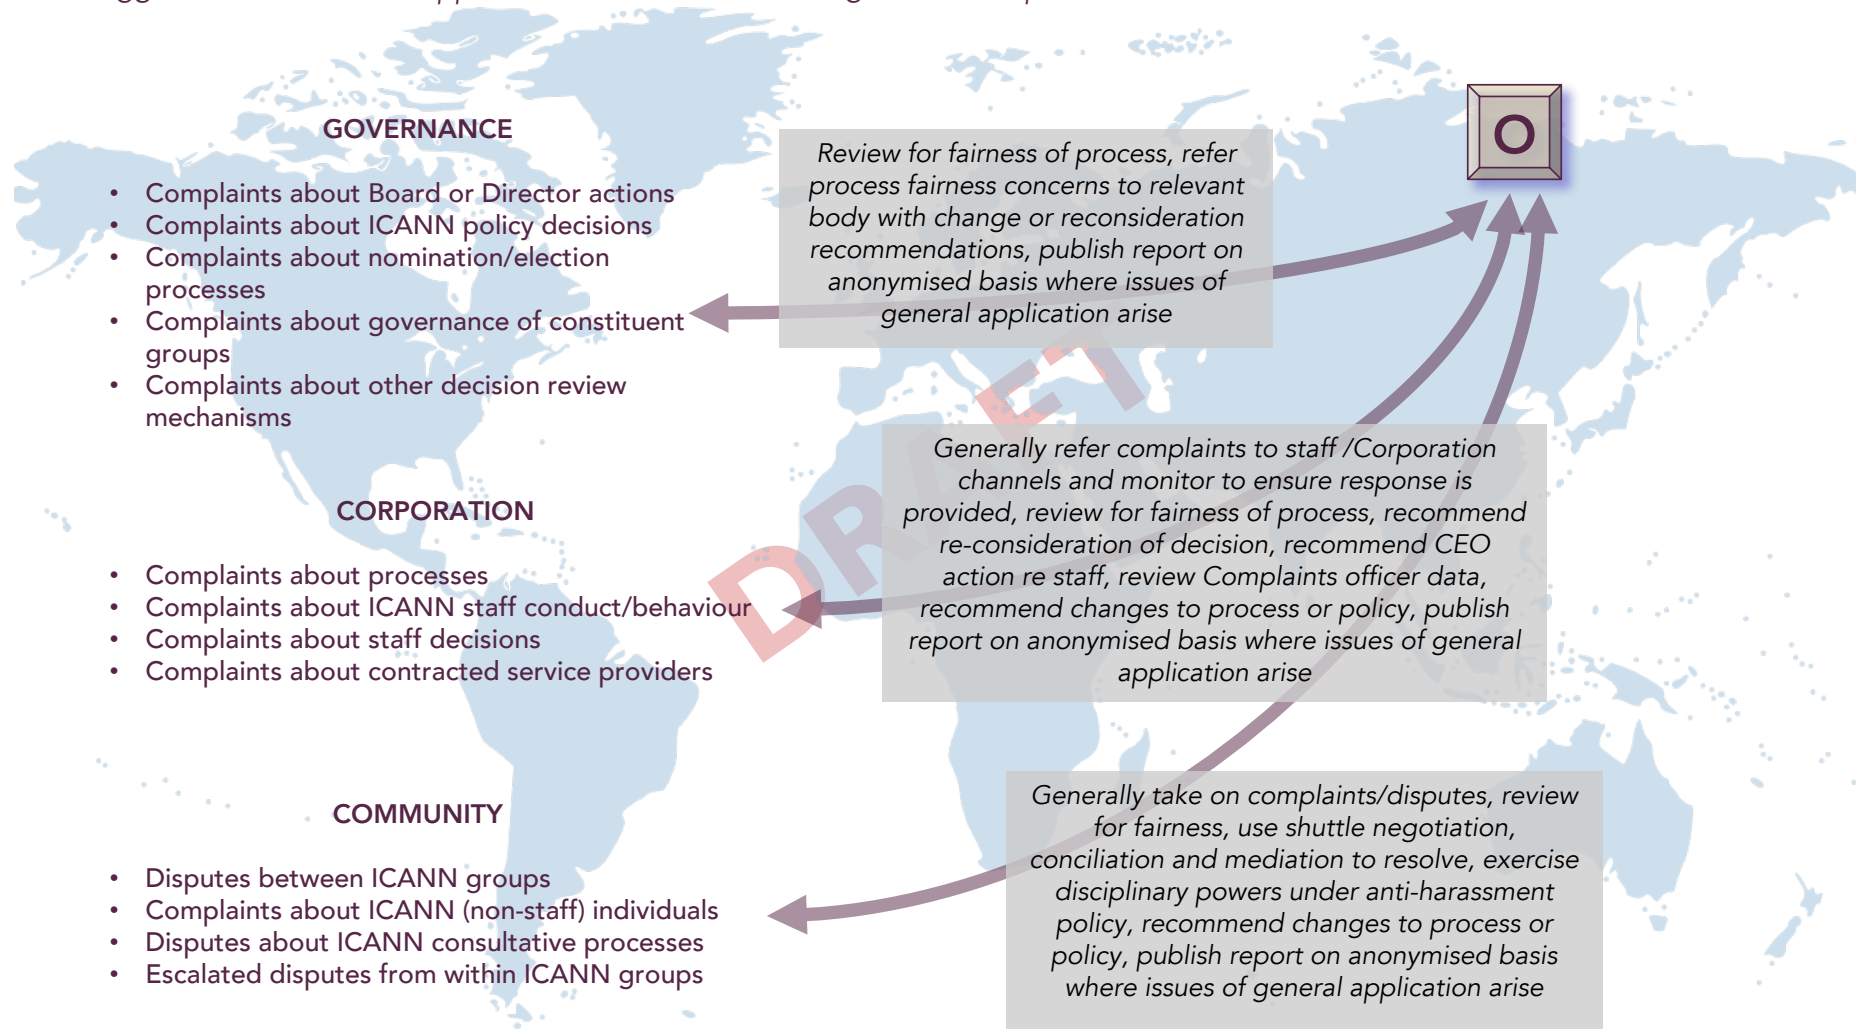 GOVERNANCE
• Complaints about Board or Director actions
• Complaints about ICANN policy decisions
• Complaints about nomination/election
processes
• Complaints about governance of constituent
groups
• Complaints about other decision review
mechanisms
Review for fairness of process, refer
process fairness concerns to relevant
body with change or reconsideration
recommendations, publish report on
anonymised basis where issues of
general application arise
O
CORPORATION
• Complaints about processes
• Complaints about ICANN staff conduct/behaviour
• Complaints about staff decisions
• Complaints about contracted service providers
Generally refer complaints to staff /Corporation
channels and monitor to ensure response is
provided, review for fairness of process, recommend
re-consideration of decision, recommend CEO
action re staff, review Complaints officer data,
recommend changes to process or policy, publish
report on anonymised basis where issues of general
application arise
DRAFT
COMMUNITY
• Disputes between ICANN groups
• Complaints about ICANN (non-staff) individuals
• Disputes about ICANN consultative processes
• Escalated disputes from within ICANN groups
Generally take on complaints/disputes, review
for fairness, use shuttle negotiation,
conciliation and mediation to resolve, exercise
disciplinary powers under anti-harassment
policy, recommend changes to process or
policy, publish report on anonymised basis
where issues of general application arise